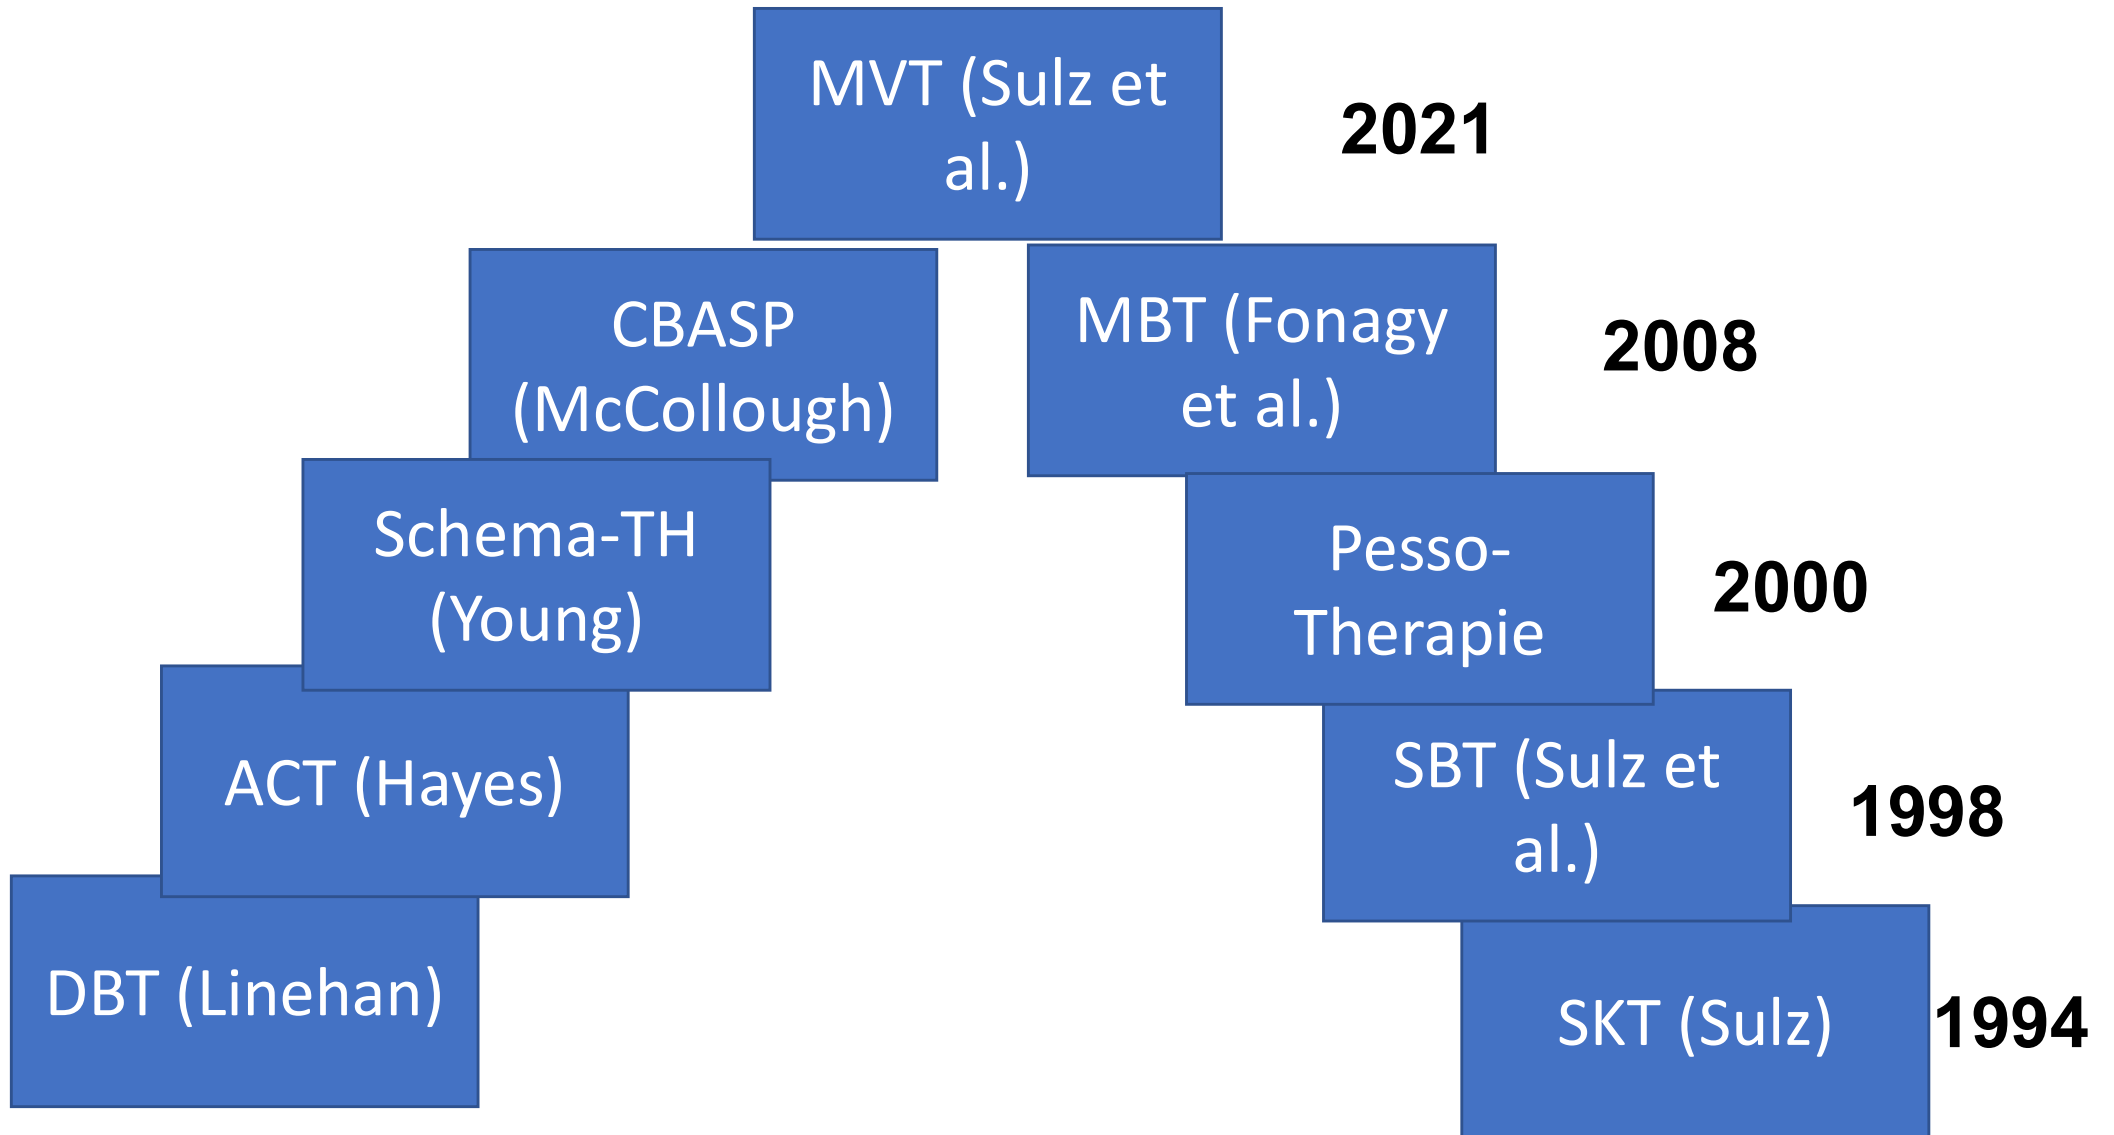 MVT (Sulz et
al.)
2021
CBASP
(McCollough)
MBT (Fonagy
et al.)
2008
Schema-TH
(Young)
Pesso-
Therapie
2000
ACT (Hayes)
SBT (Sulz et
al.)
1998
DBT (Linehan)
SKT (Sulz)
1994